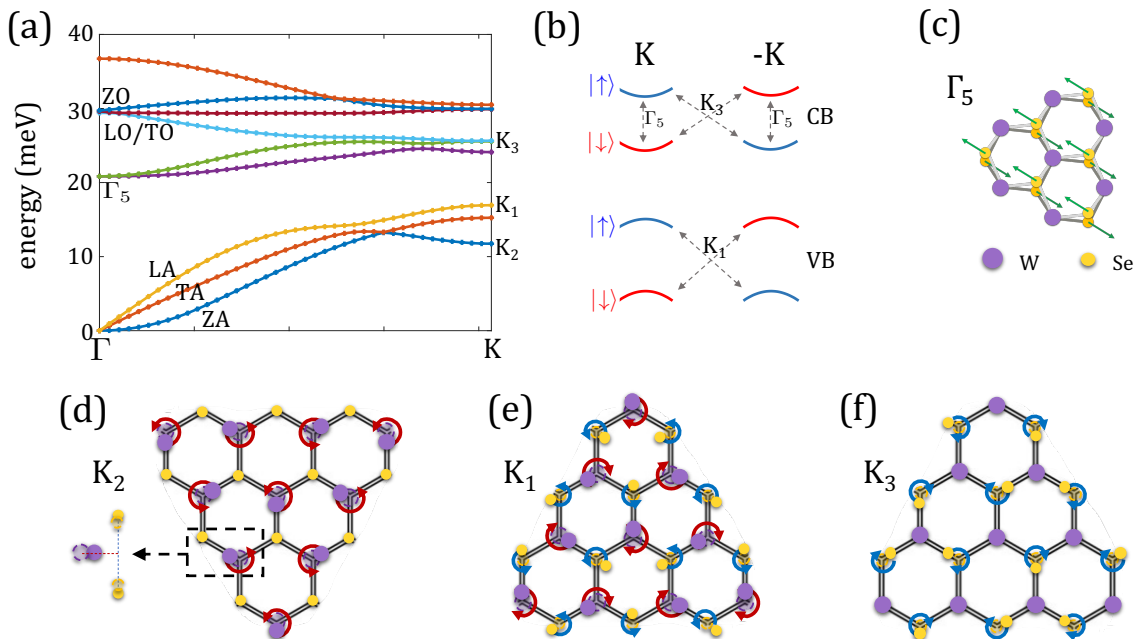 (a)
energy (meV)
40
30
20
10
0
ZO
LO/TO
Γ5
LA
TA
ZA
K3
K1
K2
Γ
K
(b)
K
-K
|↑⟩
|↓⟩
Γ5
K3
Γ5
CB
|↑⟩
|↓⟩
K1
VB
(c)
Γ5
W
Se
(d)
K2
(e)
K1
(f)
K3